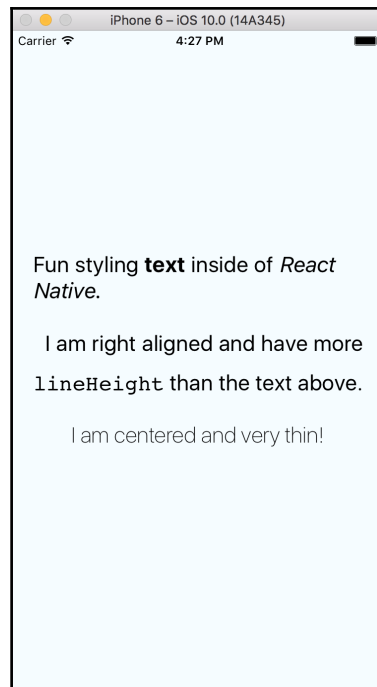 iPhone 6 – iOS 10.0 (14A345)
Carrier 4:27 PM
Fun styling text inside of React
Native.
I am right aligned and have more
lineHeight than the text above.
I am centered and very thin!